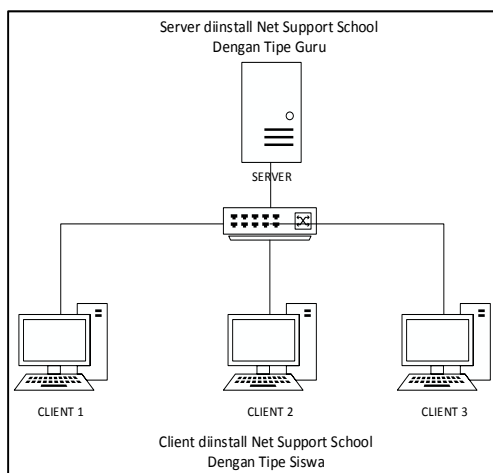 Server diinstall Net Support School
Dengan Tipe Guru
SERVER
CLIENT 1
CLIENT 2
CLIENT 3
Client diinstall Net Support School
Dengan Tipe Siswa